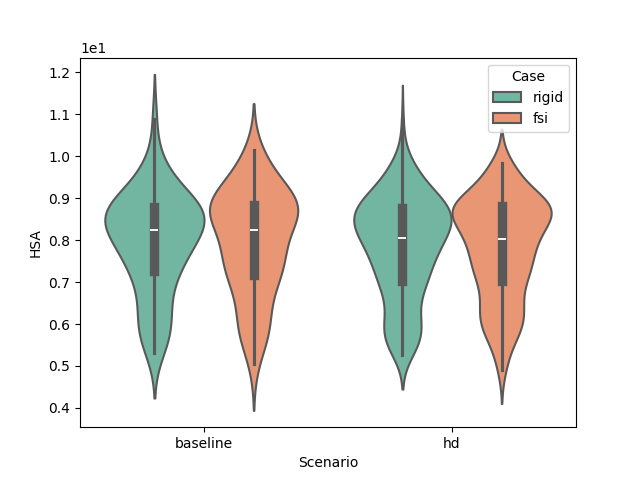 1e1
1.2
1.1
1.0
0.9
0.8
0.7
0.6
0.5
0.4
HSA
Case
rigid
fsi
baseline
hd
Scenario